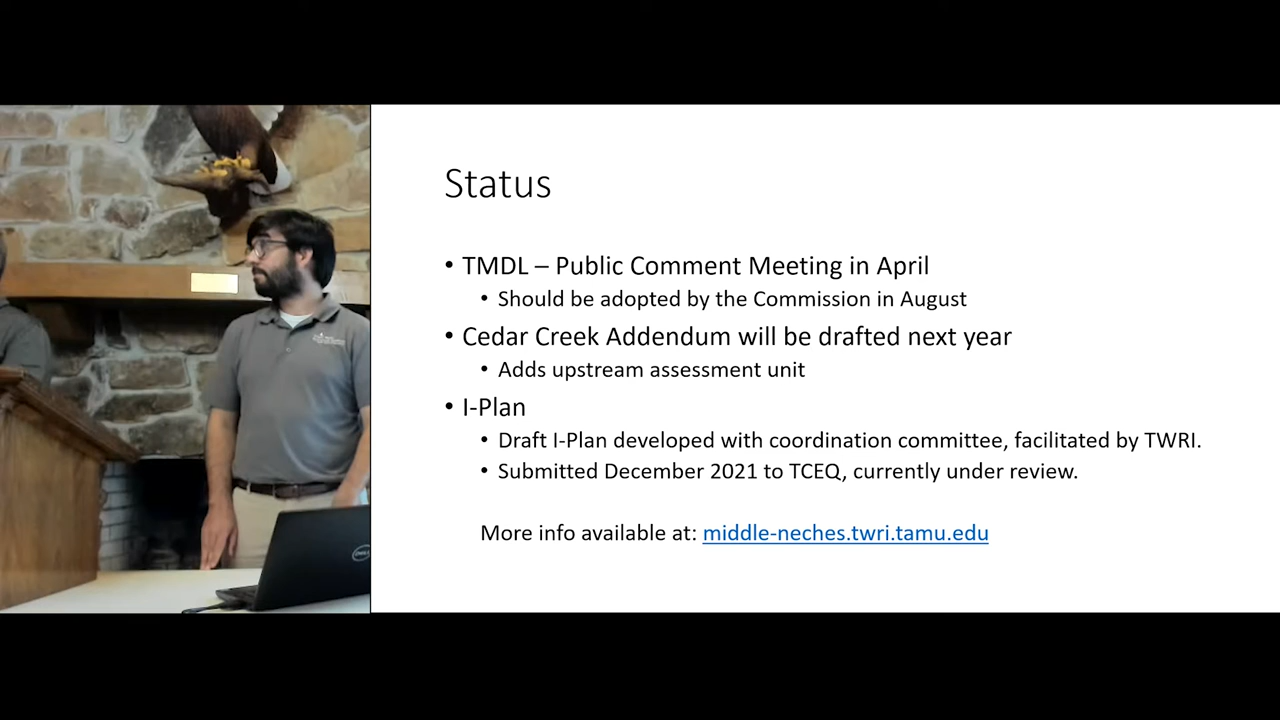 Status
• TMDL – Public Comment Meeting in April
• Should be adopted by the Commission in August
• Cedar Creek Addendum will be drafted next year
• Adds upstream assessment unit
• I-Plan
• Draft I-Plan developed with coordination committee, facilitated by TWRI.
• Submitted December 2021 to TCEQ, currently under review.
More info available at: middle-neches.twri.tamu.edu
DELL